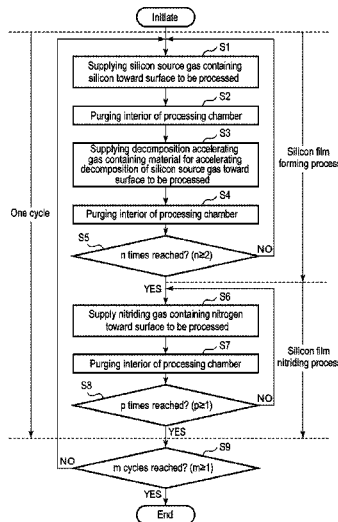 Initiate
S1
Supplying silicon source gas containing
silicon toward surface to be processed
S2
Purging interior of processing chamber
S3
Supplying decomposition accelerating
gas containing material for accelerating
decomposition of silicon source gas toward
surface to be processed
Silicon film
forming process
S4
Purging interior of processing chamber
One cycle
S5
n times reached? (n≥2)
NO
YES
S6
Supply nitriding gas containing nitrogen
toward surface to be processed
S7
Purging interior of processing chamber
Silicon film
nitriding process
S8
p times reached? (p≥1)
NO
YES
S9
NO
m cycles reached? (m≥1)
YES
End